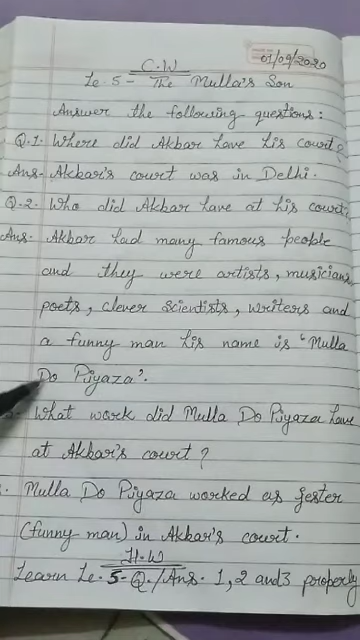 C.W
01/09/2020
Le. 5 - The Mulla's Son
Answer the following questions:
Q.1. Where did Akbar have his court?
Ans- Akbar's court was in Delhi.
Q.2. Who did Akbar have at his court?
Ans- Akbar had many famous people
and they were artists, musicians,
poets, clever scientists, writers and
a funny man his name is 'Mulla
Do Piyaza'.
What work did Mulla Do Piyaza have
at Akbar's court?
Mulla Do Piyaza worked as jester
(funny man) in Akbar's court.
H.W
Learn Le. 5- Q./Ans. 1, 2 and 3 properly